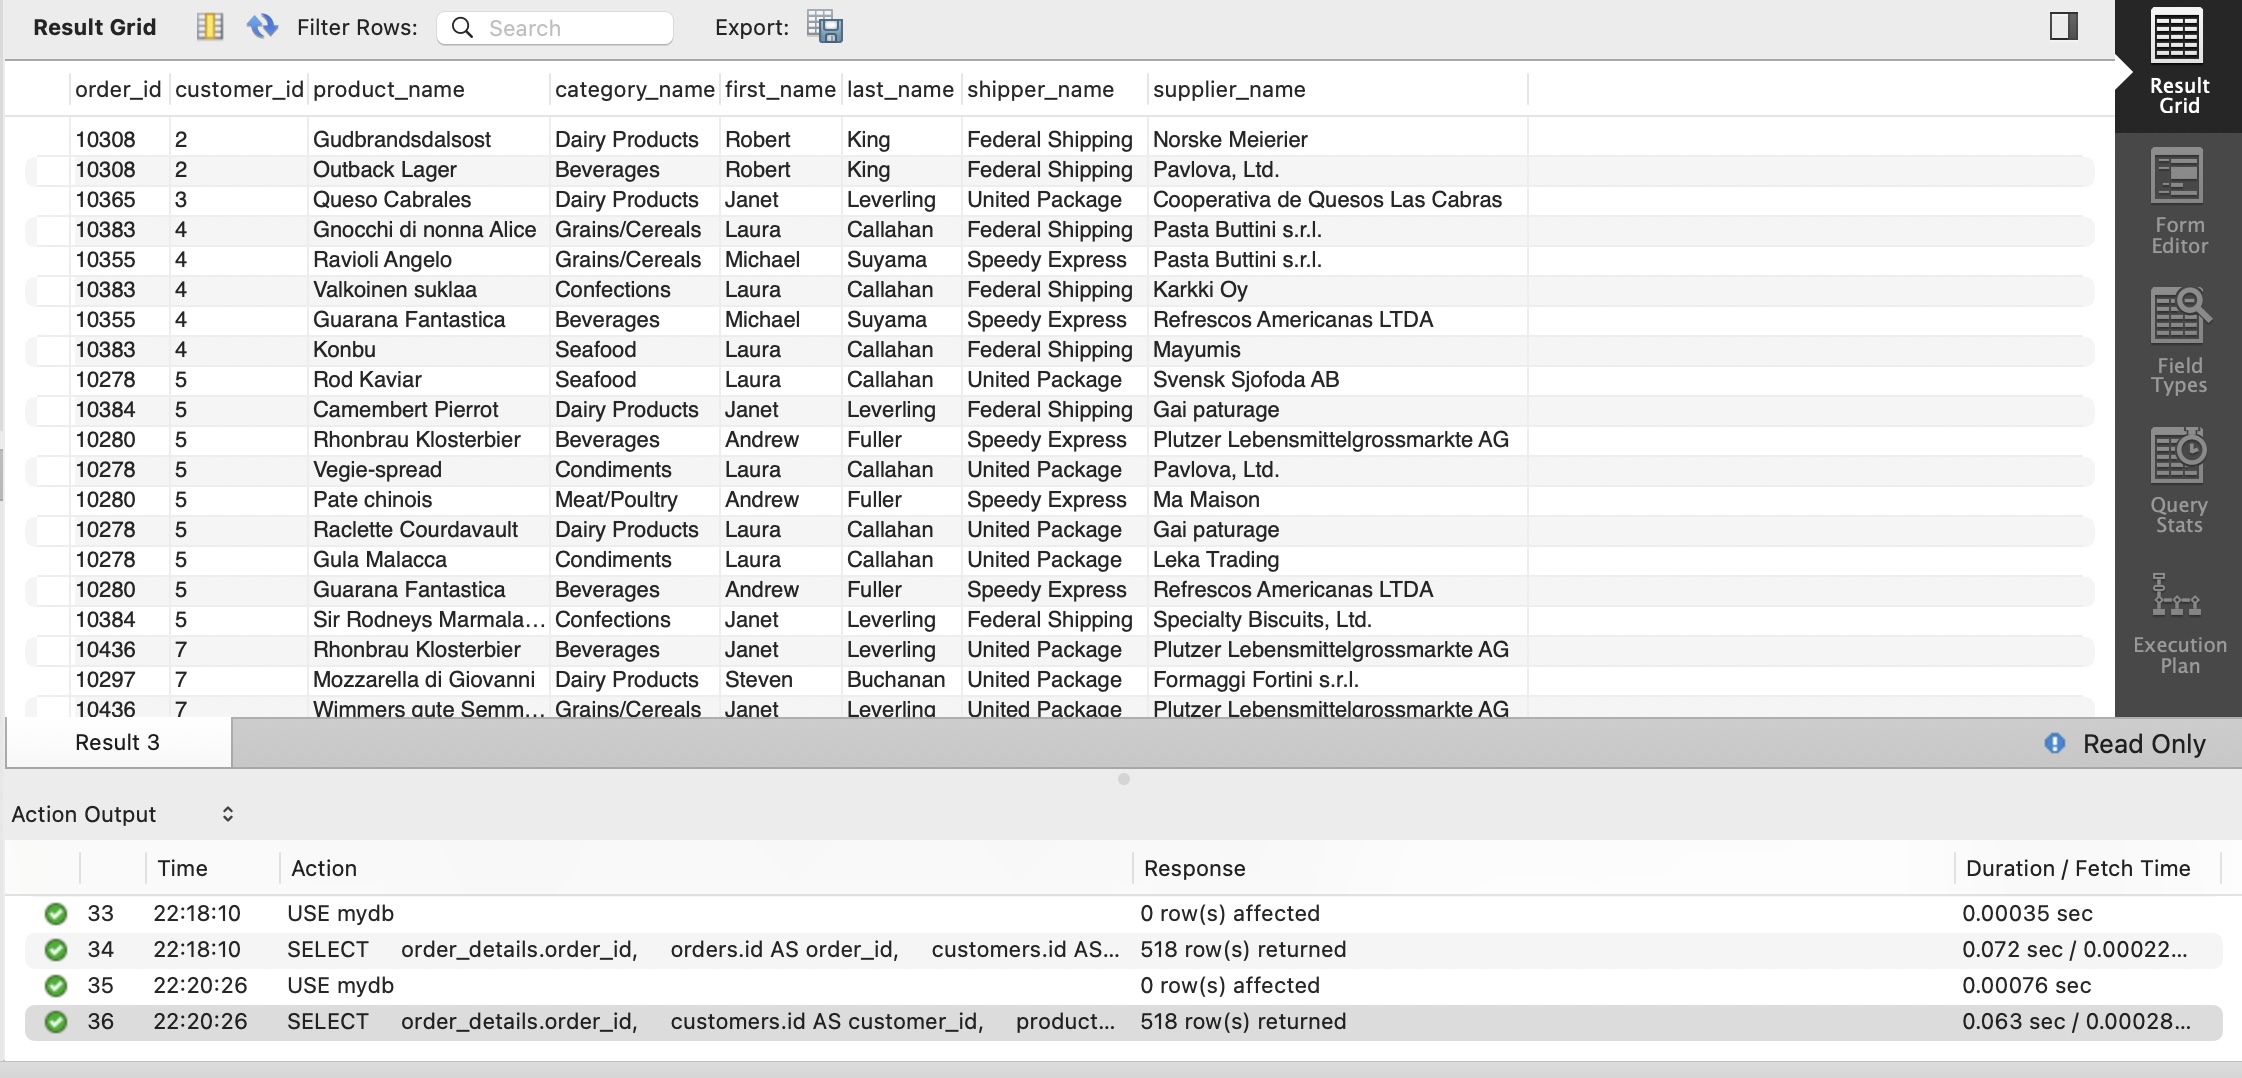 Result Grid Filter Rows: Search Export:
order_id customer_id product_name category_name first_name last_name shipper_name supplier_name
10308 2 Gudbrandsdalsost Dairy Products Robert King Federal Shipping Norske Meierier
10308 2 Outback Lager Beverages Robert King Federal Shipping Pavlova, Ltd.
10365 3 Queso Cabrales Dairy Products Janet Leverling United Package Cooperativa de Quesos Las Cabras
10383 4 Gnocchi di nonna Alice Grains/Cereals Laura Callahan Federal Shipping Pasta Buttini s.r.l.
10355 4 Ravioli Angelo Grains/Cereals Michael Suyama Speedy Express Pasta Buttini s.r.l.
10383 4 Valkoinen suklaa Confections Laura Callahan Federal Shipping Karkki Oy
10355 4 Guarana Fantastica Beverages Michael Suyama Speedy Express Refrescos Americanas LTDA
10383 4 Konbu Seafood Laura Callahan Federal Shipping Mayumis
10278 5 Rod Kaviar Seafood Laura Callahan United Package Svensk Sjofoda AB
10384 5 Camembert Pierrot Dairy Products Janet Leverling Federal Shipping Gai paturage
10280 5 Rhonbrau Klosterbier Beverages Andrew Fuller Speedy Express Plutzer Lebensmittelgrossmarkte AG
10278 5 Vegie-spread Condiments Laura Callahan United Package Pavlova, Ltd.
10280 5 Pate chinois Meat/Poultry Andrew Fuller Speedy Express Ma Maison
10278 5 Raclette Courdavault Dairy Products Laura Callahan United Package Gai paturage
10278 5 Gula Malacca Condiments Laura Callahan United Package Leka Trading
10280 5 Guarana Fantastica Beverages Andrew Fuller Speedy Express Refrescos Americanas LTDA
10384 5 Sir Rodneys Marmala... Confections Janet Leverling Federal Shipping Specialty Biscuits, Ltd.
10436 7 Rhonbrau Klosterbier Beverages Janet Leverling United Package Plutzer Lebensmittelgrossmarkte AG
10297 7 Mozzarella di Giovanni Dairy Products Steven Buchanan United Package Formaggi Fortini s.r.l.
10436 7 Wimmers gute Semm... Grains/Cereals Janet Leverling United Package Plutzer Lebensmittelgrossmarkte AG
Result
Grid
Form
Editor
Field
Types
Query
Stats
Execution
Plan
Result 3 Read Only
Action Output
Time Action Response Duration / Fetch Time
33 22:18:10 USE mydb 0 row(s) affected 0.00035 sec
34 22:18:10 SELECT order_details.order_id, orders.id AS order_id, customers.id AS... 518 row(s) returned 0.072 sec / 0.00022...
35 22:20:26 USE mydb 0 row(s) affected 0.00076 sec
36 22:20:26 SELECT order_details.order_id, customers.id AS customer_id, product... 518 row(s) returned 0.063 sec / 0.00028...